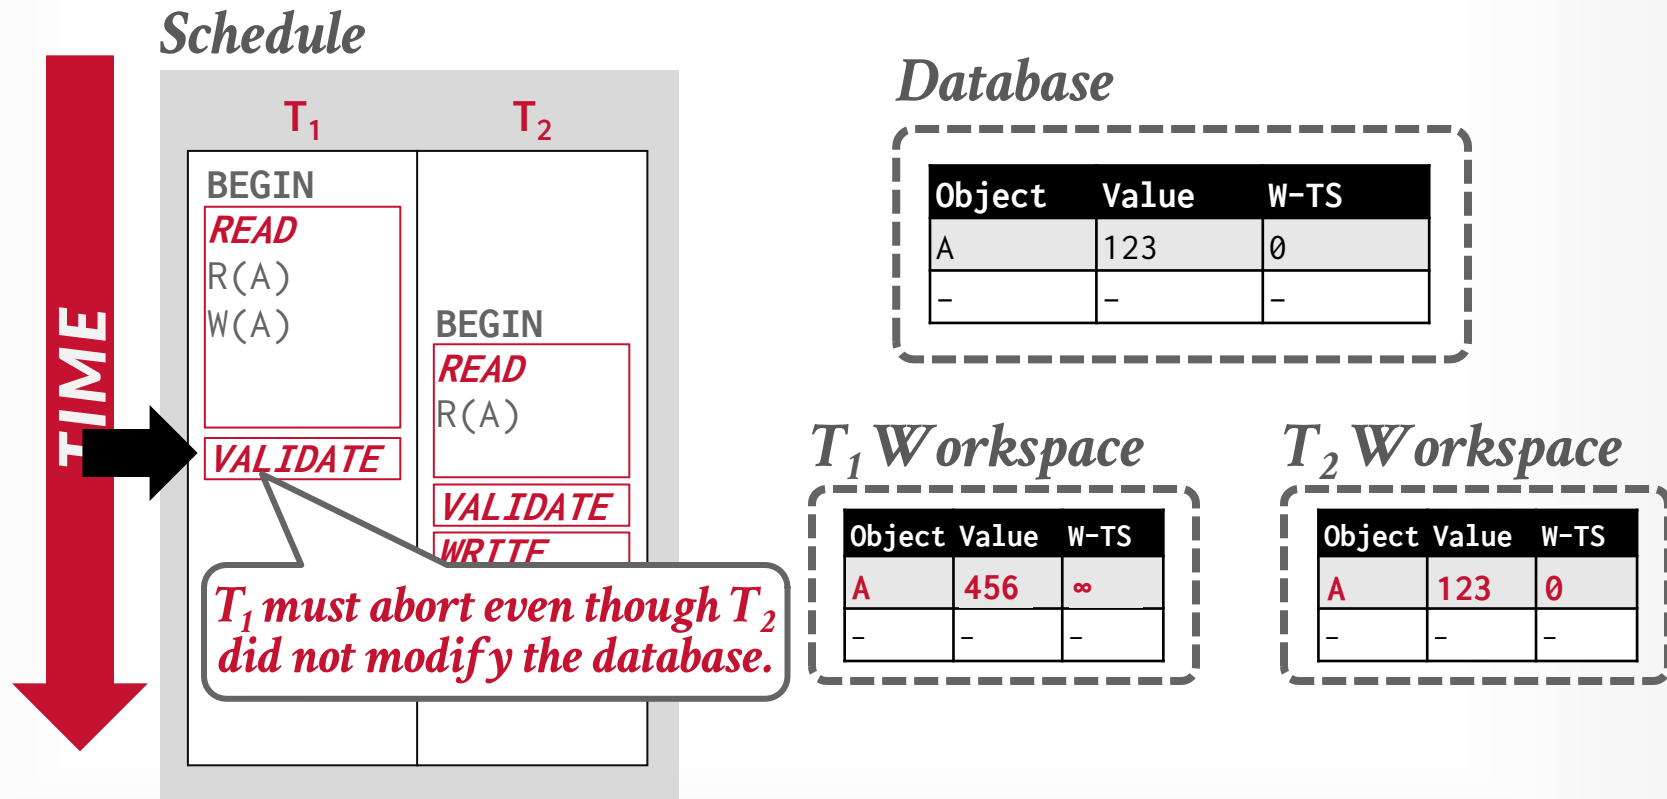 Schedule
TIME
T1 T2
BEGIN
READ
R(A)
W(A)
VALIDATE
BEGIN
READ
R(A)
VALIDATE
WRITE
T1 must abort even though T2
did not modify the database.
Database
Object Value W-TS
A 123 0
- - -
T1 Workspace
Object Value W-TS
A 456 ∞
- - -
T2 Workspace
Object Value W-TS
A 123 0
- - -